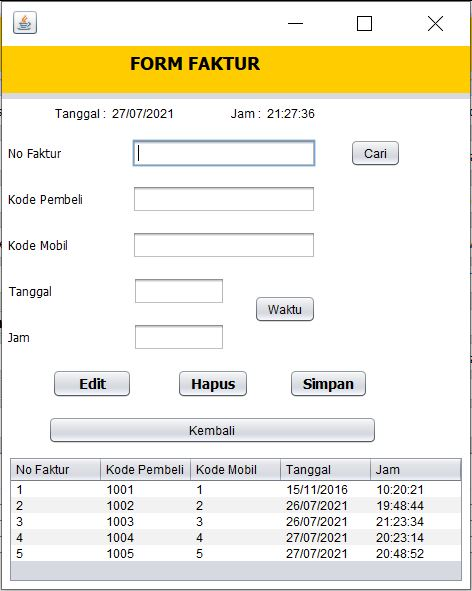 FORM FAKTUR
Tanggal : 27/07/2021 Jam : 21:27:36
No Faktur Cari
Kode Pembeli
Kode Mobil
Tanggal
Waktu
Jam
Edit Hapus Simpan
Kembali
No Faktur Kode Pembeli Kode Mobil Tanggal Jam
1 1001 1 15/11/2016 10:20:21
2 1002 2 26/07/2021 19:48:44
3 1003 3 26/07/2021 21:23:34
4 1004 4 27/07/2021 20:23:14
5 1005 5 27/07/2021 20:48:52